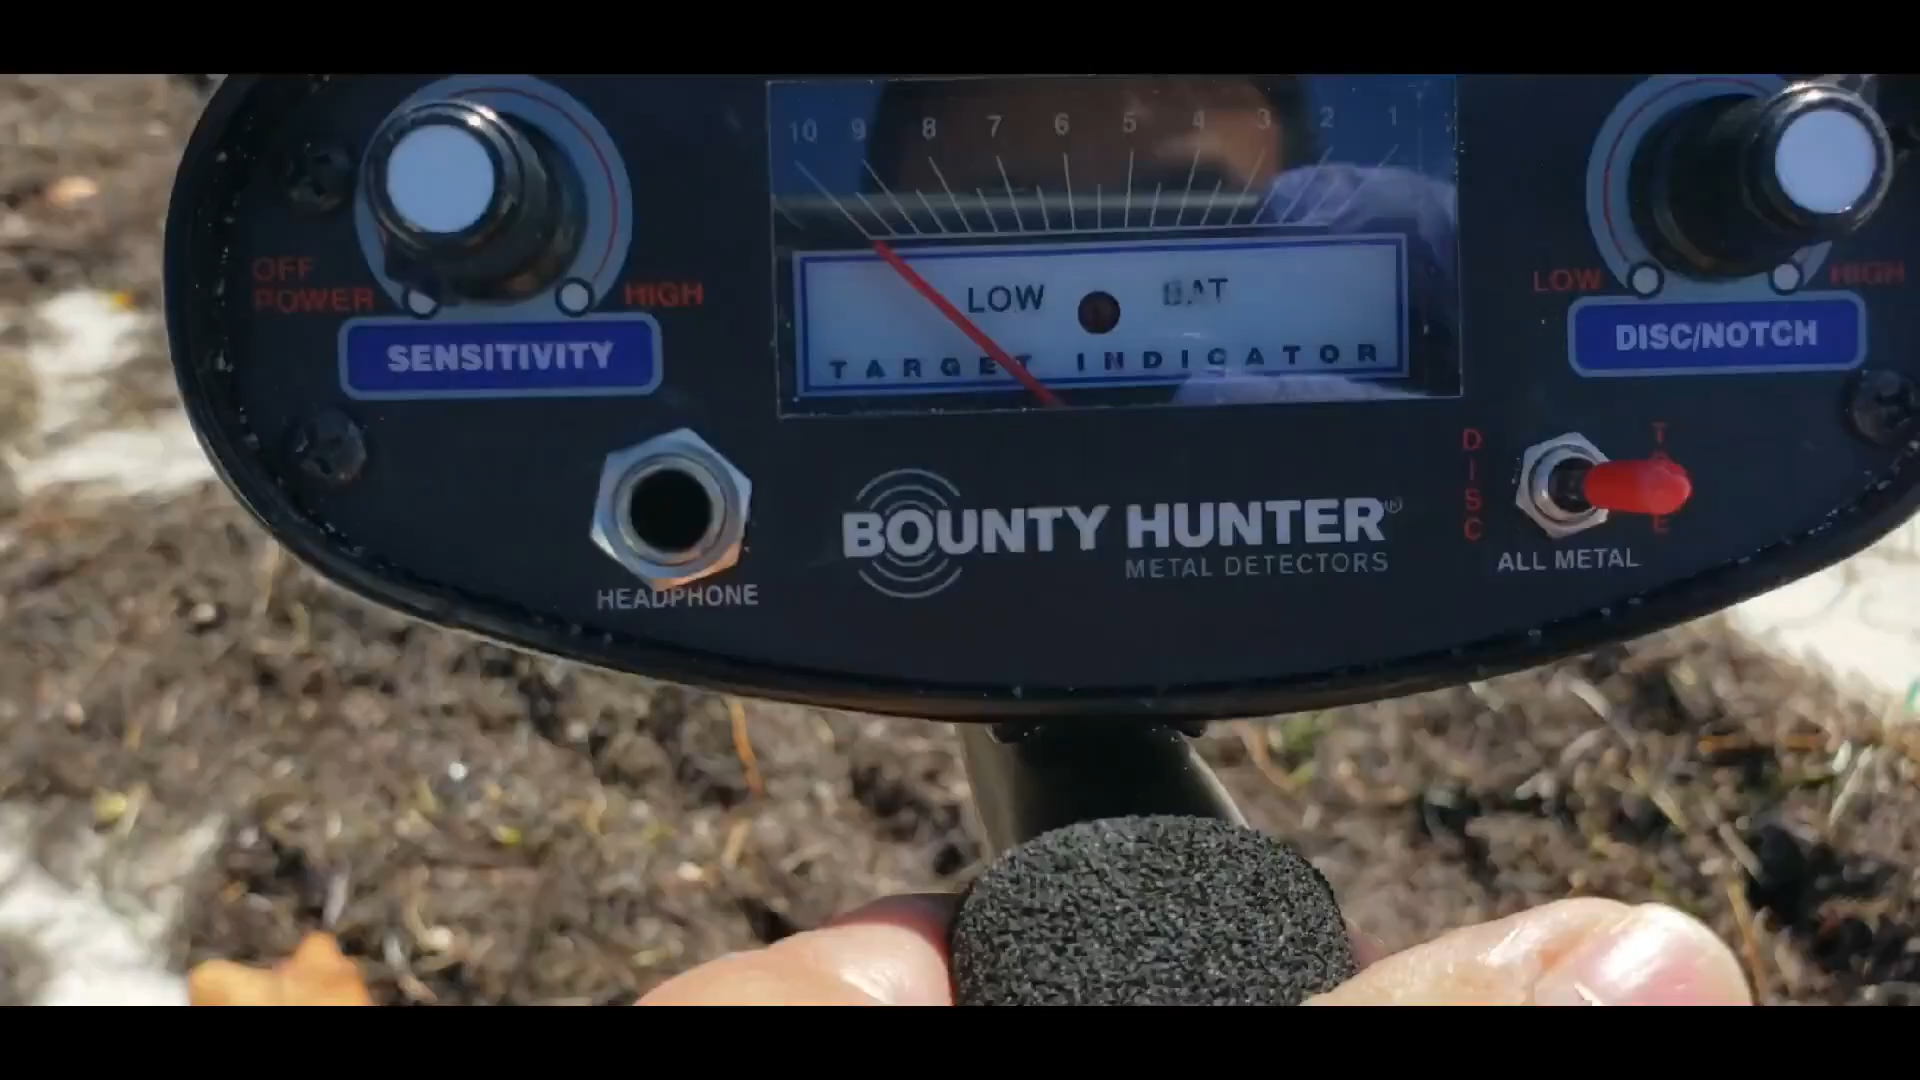 10 9 8 7 6 5 4 3 2 1
OFF
POWER
HIGH
SENSITIVITY
LOW BAT
TARGET INDICATOR
LOW
HIGH
DISC/NOTCH
HEADPHONE
BOUNTY HUNTER®
METAL DETECTORS
DISC
ALL METAL